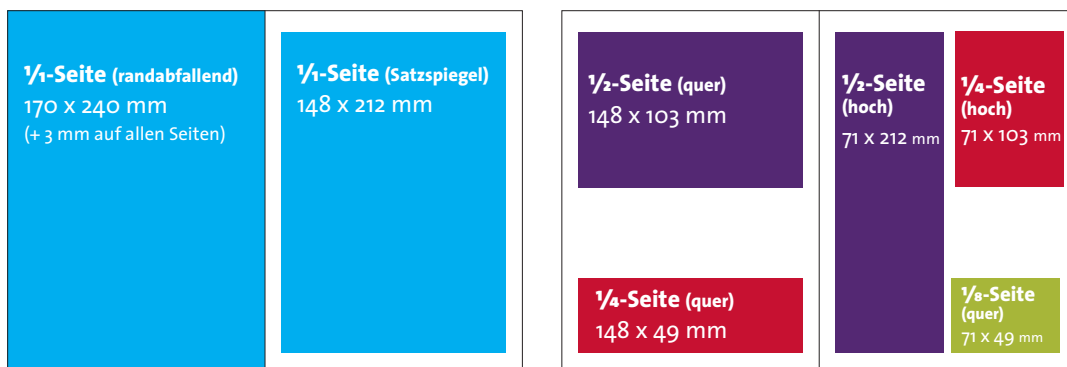 1/1-Seite (randabfallend)
170 x 240 mm
(+ 3 mm auf allen Seiten)
1/1-Seite (Satzspiegel)
148 x 212 mm
½-Seite (quer)
148 x 103 mm
¼-Seite (quer)
148 x 49 mm
½-Seite
(hoch)
71 x 212 mm
¼-Seite
(hoch)
71 x 103 mm
⅛-Seite
(quer)
71 x 49 mm